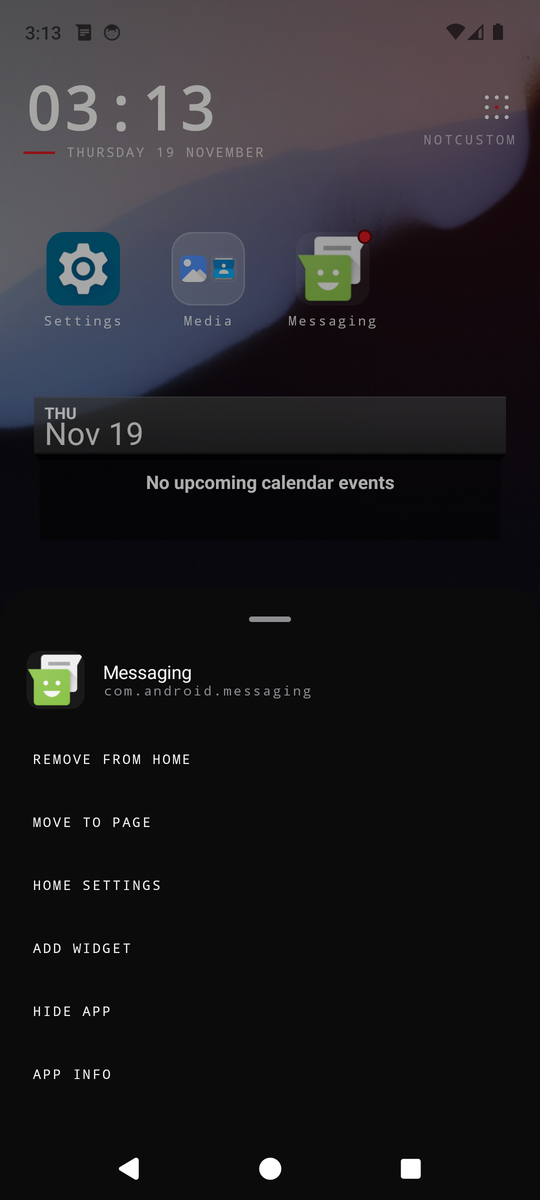 3:13
03:13
THURSDAY 19 NOVEMBER
NOTCUSTOM
Settings
Media
Messaging
THU
Nov 19
No upcoming calendar events
Messaging
com.android.messaging
REMOVE FROM HOME
MOVE TO PAGE
HOME SETTINGS
ADD WIDGET
HIDE APP
APP INFO